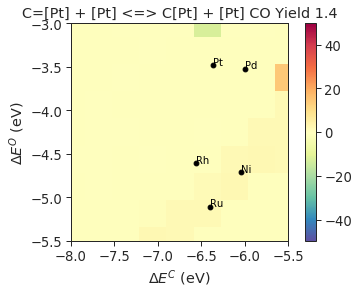 C=[Pt] + [Pt] <=> C[Pt] + [Pt] CO Yield 1.4
−3.0
−3.5
−4.0
−4.5
−5.0
−5.5
ΔE^O (eV)
Pt
Pd
Rh
Ni
Ru
−8.0 −7.5 −7.0 −6.5 −6.0 −5.5
ΔE^C (eV)
40
20
0
−20
−40